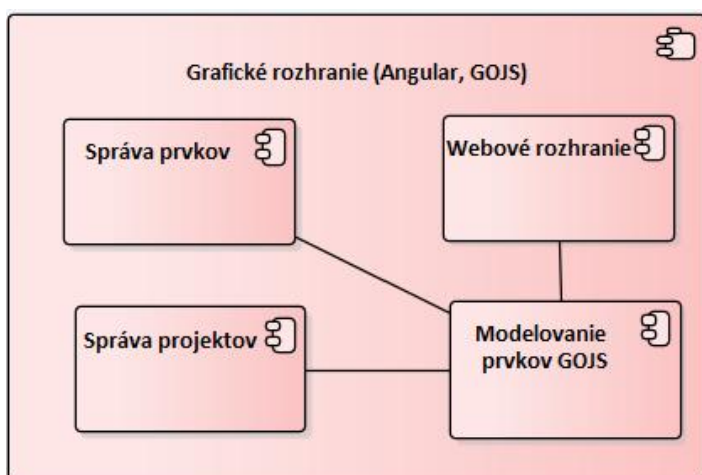 Grafické rozhranie (Angular, GOJS)
Správa prvkov
Webové rozhranie
Správa projektov
Modelovanie
prvkov GOJS